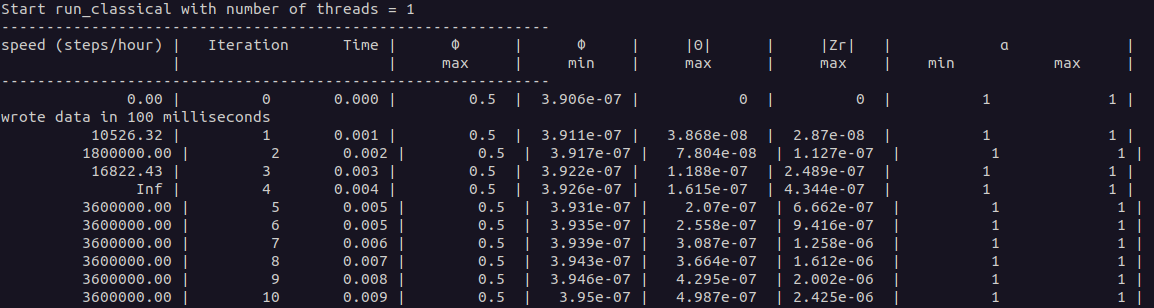 Start run_classical with number of threads = 1
-------------------------------------------------------------
speed (steps/hour) |   Iteration      Time |      Φ      |      Φ     |     |Θ|      |     |Zr|   |            α             |
                   |                       |     max     |     min    |     max      |     max    |    min           max     |
-------------------------------------------------------------
              0.00 |         0       0.000 |        0.5  | 3.906e-07 |           0  |         0  |          1             1 |
wrote data in 100 milliseconds
          10526.32 |         1       0.001 |        0.5  | 3.911e-07 |   3.868e-08  | 2.87e-08  |          1             1 |
         1800000.00 |         2       0.002 |        0.5  | 3.917e-07 |   7.804e-08  | 1.127e-07  |          1             1 |
          16822.43 |         3       0.003 |        0.5  | 3.922e-07 |   1.188e-07  | 2.489e-07  |          1             1 |
               Inf |         4       0.004 |        0.5  | 3.926e-07 |   1.615e-07  | 4.344e-07  |          1             1 |
         3600000.00 |         5       0.005 |        0.5  | 3.931e-07 |    2.07e-07  | 6.662e-07  |          1             1 |
         3600000.00 |         6       0.005 |        0.5  | 3.935e-07 |   2.558e-07  | 9.416e-07  |          1             1 |
         3600000.00 |         7       0.006 |        0.5  | 3.939e-07 |   3.087e-07  | 1.258e-06  |          1             1 |
         3600000.00 |         8       0.007 |        0.5  | 3.943e-07 |   3.664e-07  | 1.612e-06  |          1             1 |
         3600000.00 |         9       0.008 |        0.5  | 3.946e-07 |   4.295e-07  | 2.002e-06  |          1             1 |
         3600000.00 |        10       0.009 |        0.5  | 3.95e-07 |   4.987e-07  | 2.425e-06  |          1             1 |